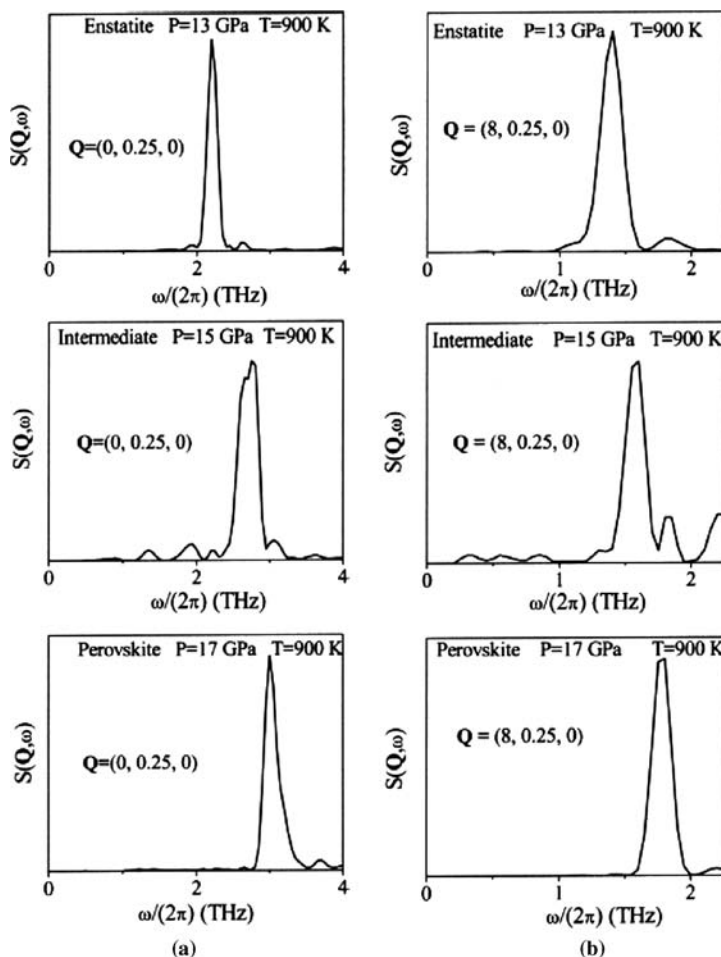 Enstatite P=13 GPa T=900 K
S(Q,ω)
Q=(0, 0.25, 0)
0 2 4
ω/(2π) (THz)
Enstatite P=13 GPa T=900 K
S(Q,ω)
Q = (8, 0.25, 0)
0 1 2
ω/(2π) (THz)
Intermediate P=15 GPa T=900 K
S(Q,ω)
Q=(0, 0.25, 0)
0 2 4
ω/(2π) (THz)
Intermediate P=15 GPa T=900 K
S(Q,ω)
Q = (8, 0.25, 0)
0 1 2
ω/(2π) (THz)
Perovskite P=17 GPa T=900 K
S(Q,ω)
Q=(0, 0.25, 0)
0 2 4
ω/(2π) (THz)
(a)
Perovskite P=17 GPa T=900 K
S(Q,ω)
Q = (8, 0.25, 0)
0 1 2
ω/(2π) (THz)
(b)